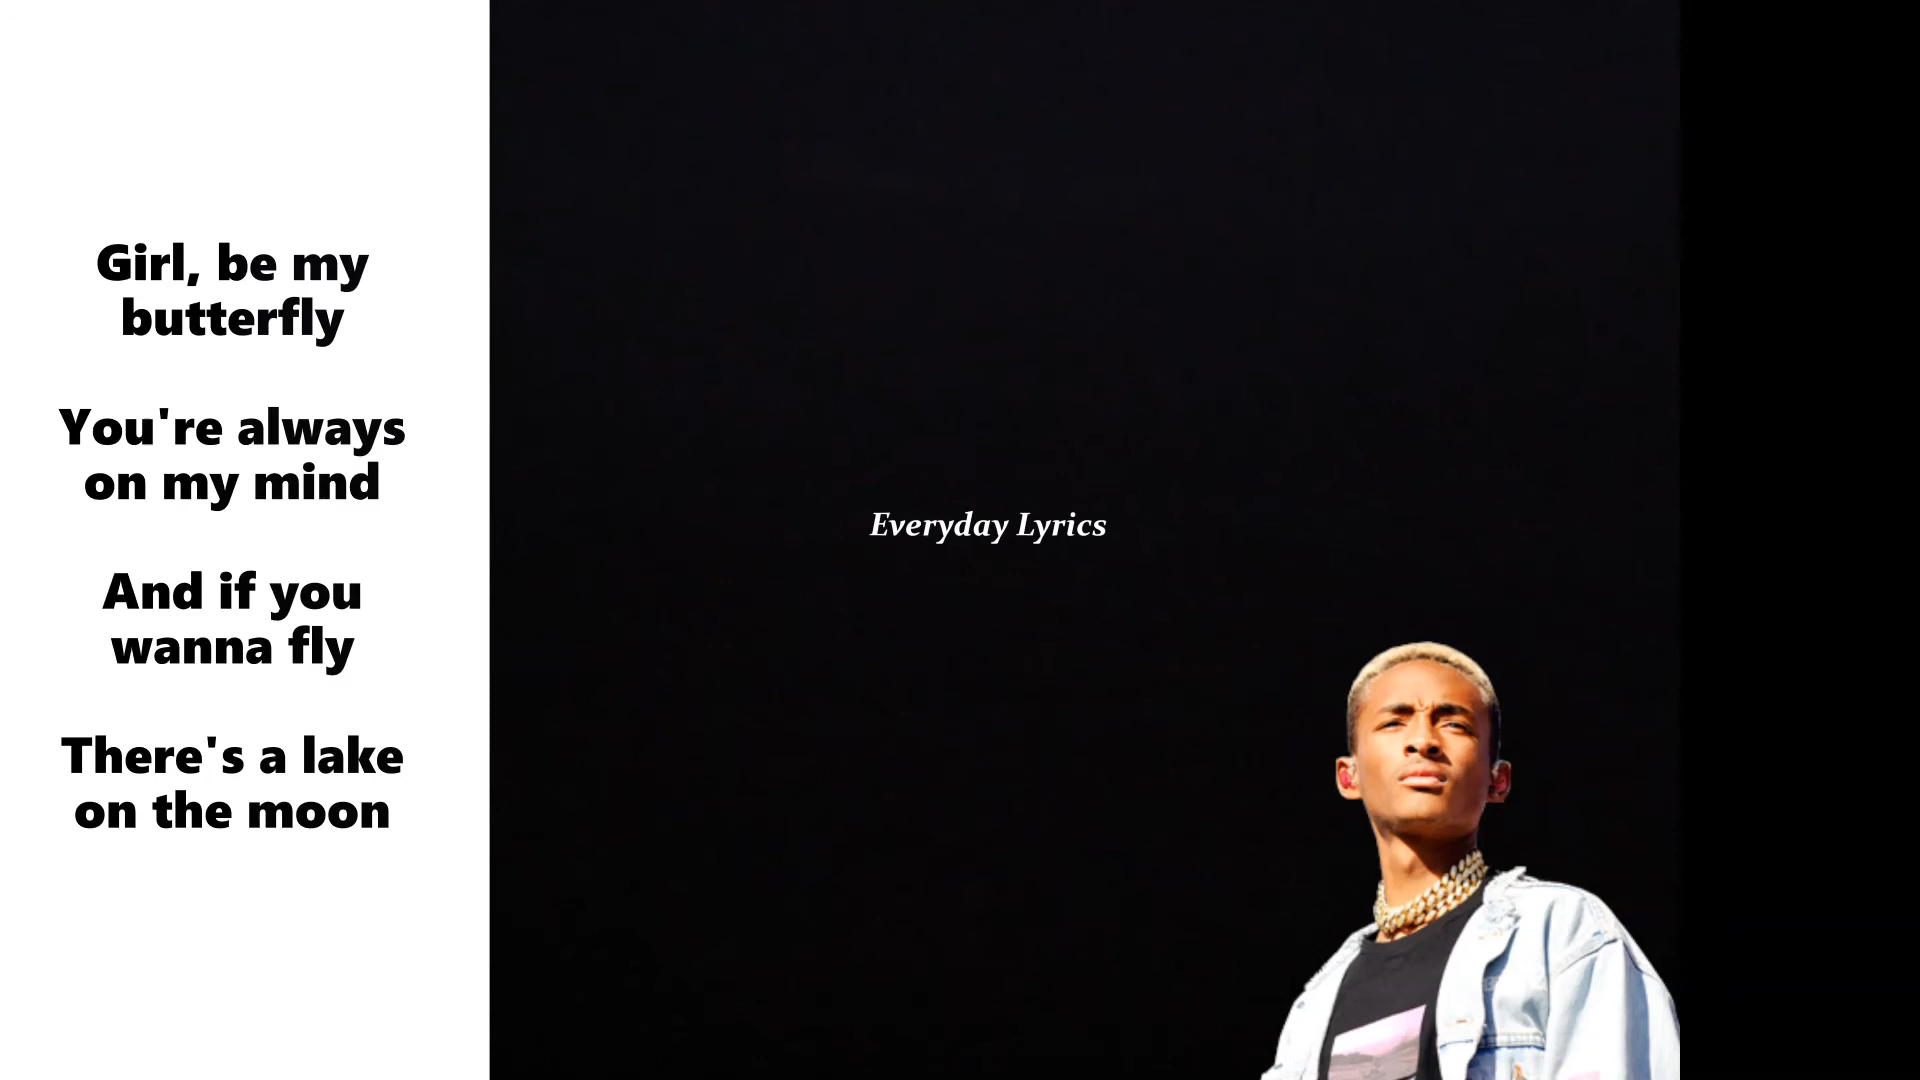 Girl, be my
butterfly
You're always
on my mind
And if you
wanna fly
There's a lake
on the moon
Everyday Lyrics